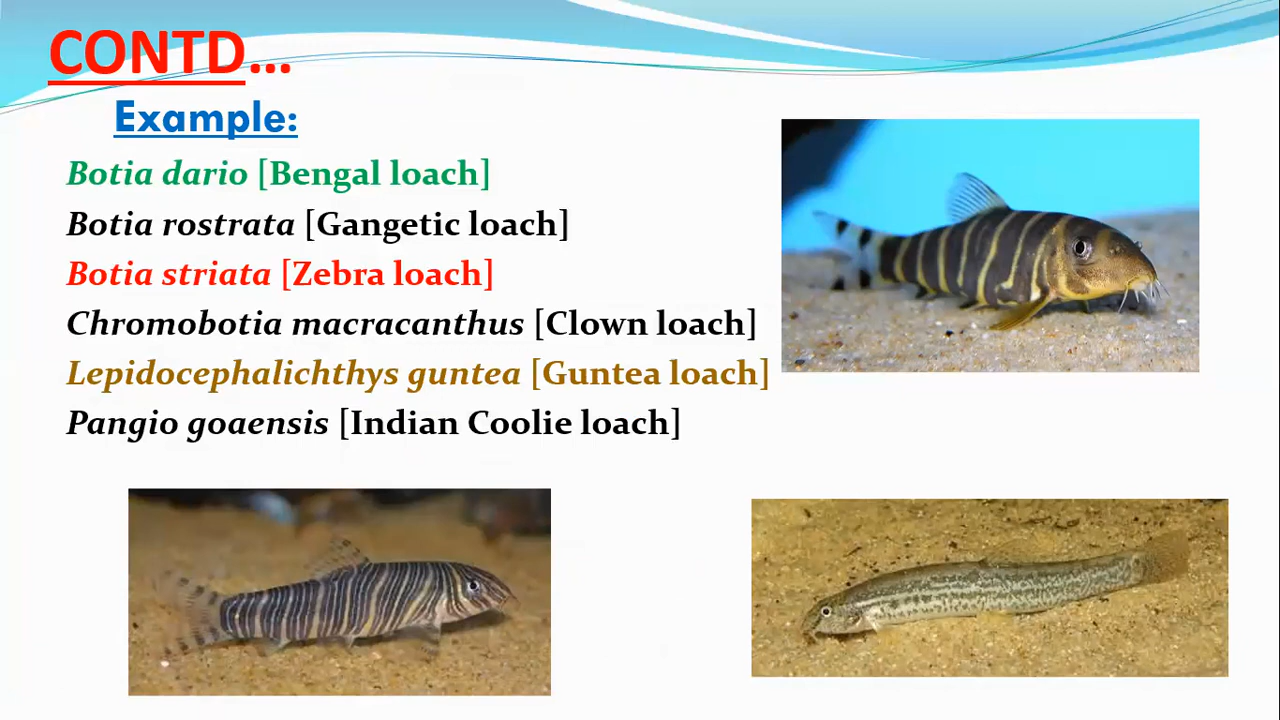 CONTD...
Example:
Botia dario [Bengal loach]
Botia rostrata [Gangetic loach]
Botia striata [Zebra loach]
Chromobotia macracanthus [Clown loach]
Lepidocephalichthys guntea [Guntea loach]
Pangio goaensis [Indian Coolie loach]